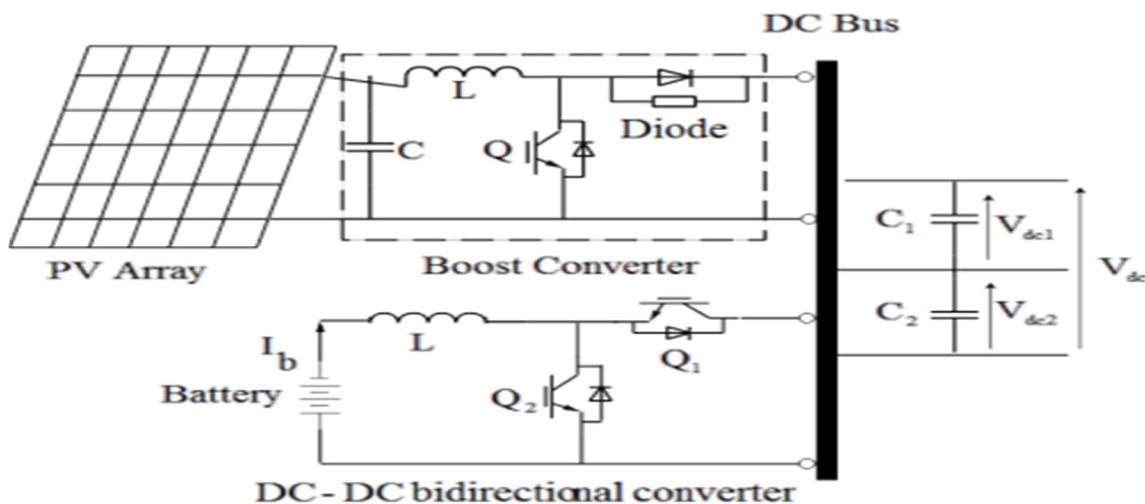 DC Bus
L
Diode
C
Q
PV Array
Boost Converter
C1
Vdc1
Vdc
C2
Vdc2
Ib
L
Q1
Battery
Q2
DC-DC bidirectional converter